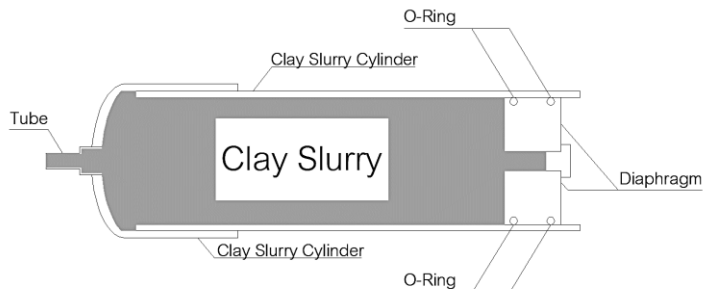 O-Ring
Clay Slurry Cylinder
Tube
Clay Slurry
Diaphragm
Clay Slurry Cylinder
O-Ring